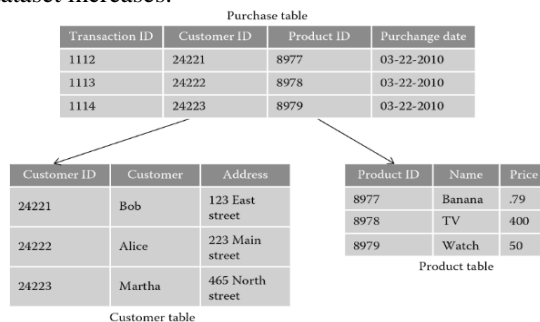 dataset increases.
Purchase table
Transaction ID Customer ID Product ID Purchange date
1112 24221 8977 03-22-2010
1113 24222 8978 03-22-2010
1114 24223 8979 03-22-2010
Customer ID Customer Address
24221 Bob 123 East
street
24222 Alice 223 Main
street
24223 Martha 465 North
street
Customer table
Product ID Name Price
8977 Banana .79
8978 TV 400
8979 Watch 50
Product table